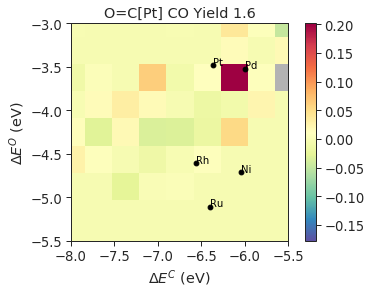 O=C[Pt] CO Yield 1.6
−3.0
−3.5
−4.0
−4.5
−5.0
−5.5
ΔE^O (eV)
Pt
Pd
Rh
Ni
Ru
−8.0 −7.5 −7.0 −6.5 −6.0 −5.5
ΔE^C (eV)
0.20
0.15
0.10
0.05
0.00
−0.05
−0.10
−0.15